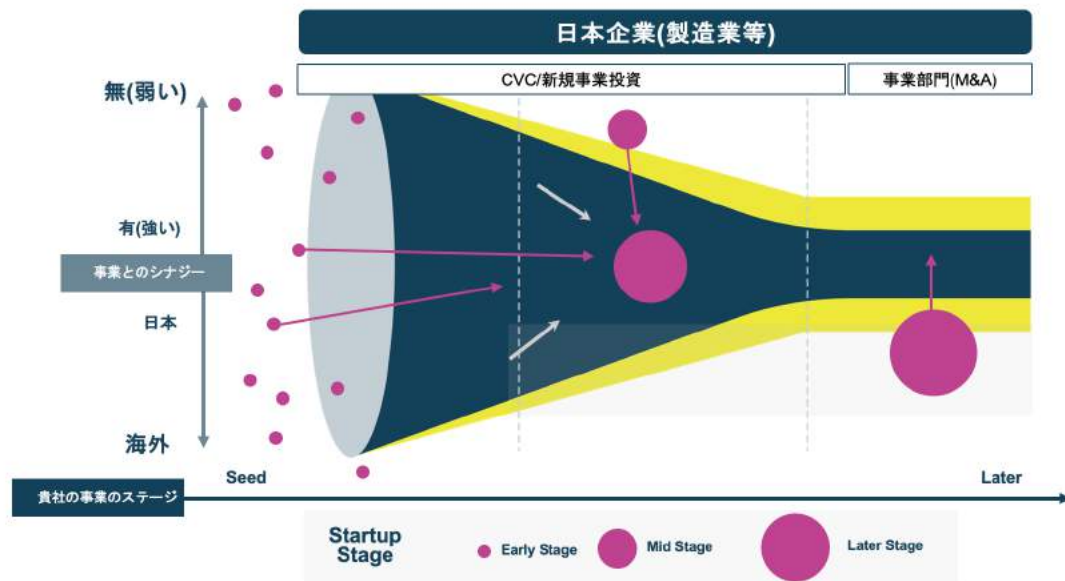 日本企業(製造業等)
CVC/新規事業投資
事業部門(M&A)
無(弱い)
有(強い)
事業とのシナジー
日本
海外
Seed
Later
貴社の事業のステージ
Startup
Stage
Early Stage
Mid Stage
Later Stage